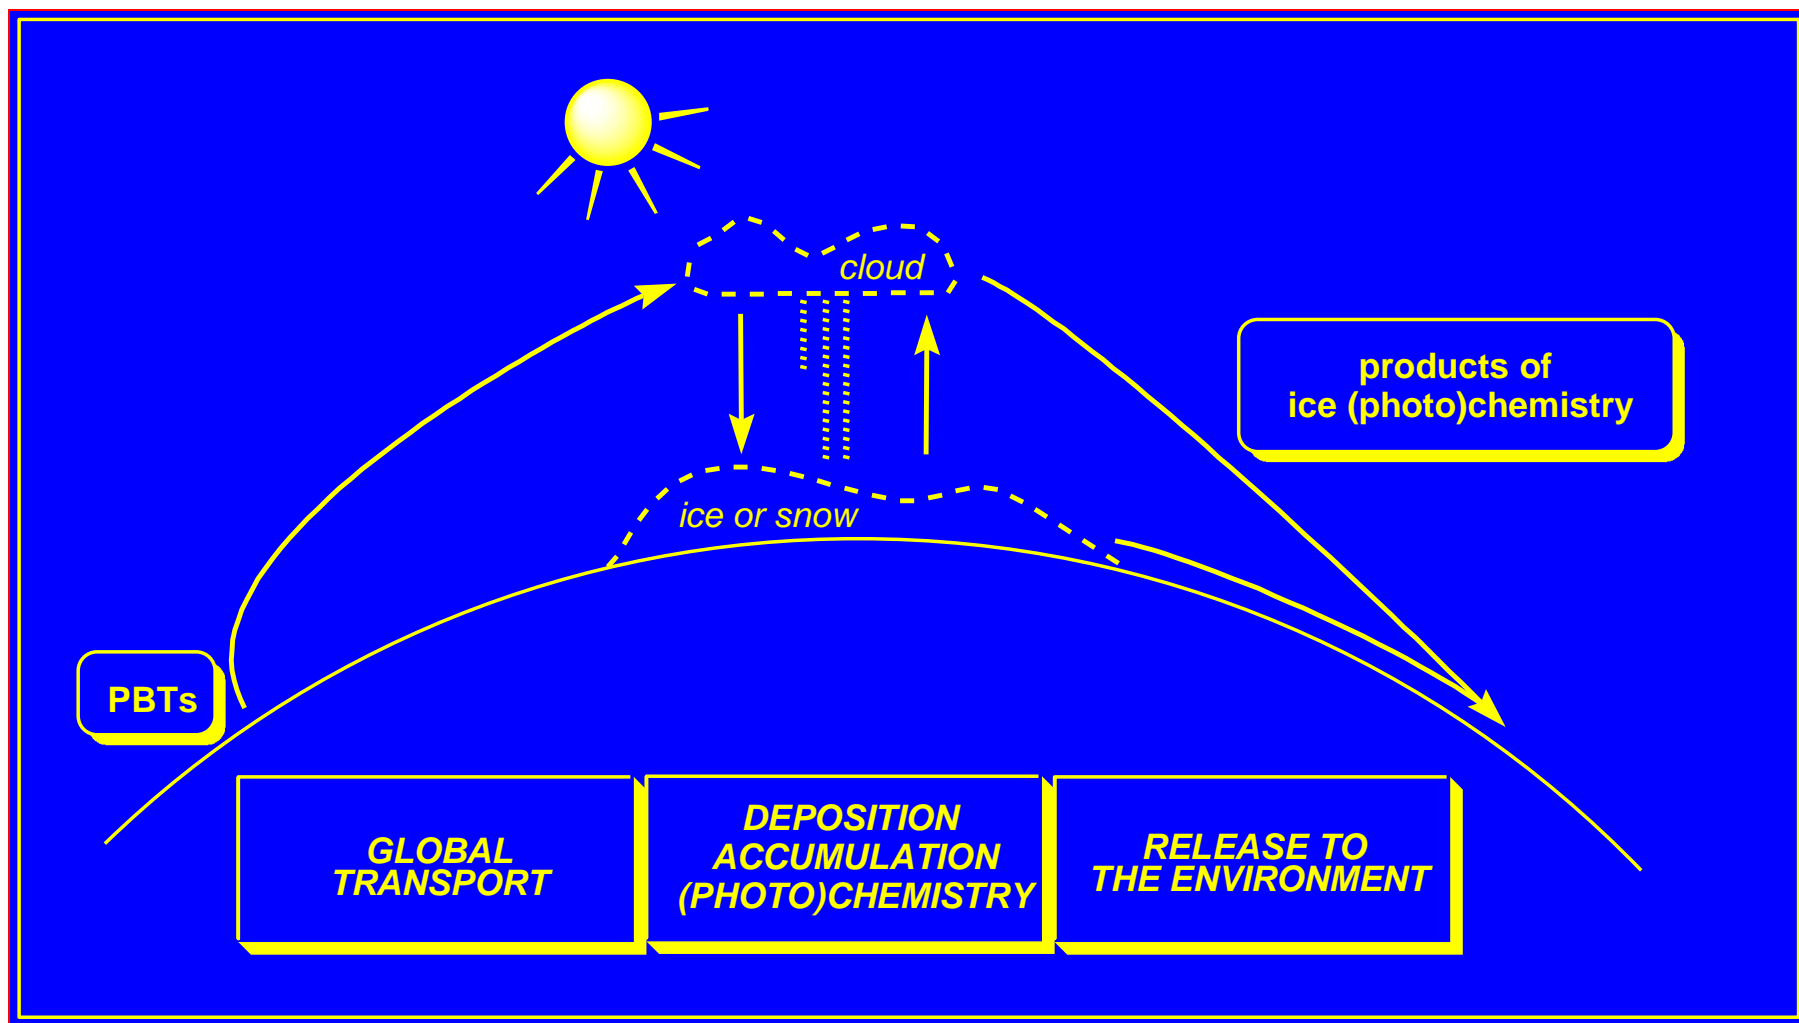 cloud
products of
ice (photo)chemistry
ice or snow
PBTs
GLOBAL
TRANSPORT
DEPOSITION
ACCUMULATION
(PHOTO)CHEMISTRY
RELEASE TO
THE ENVIRONMENT